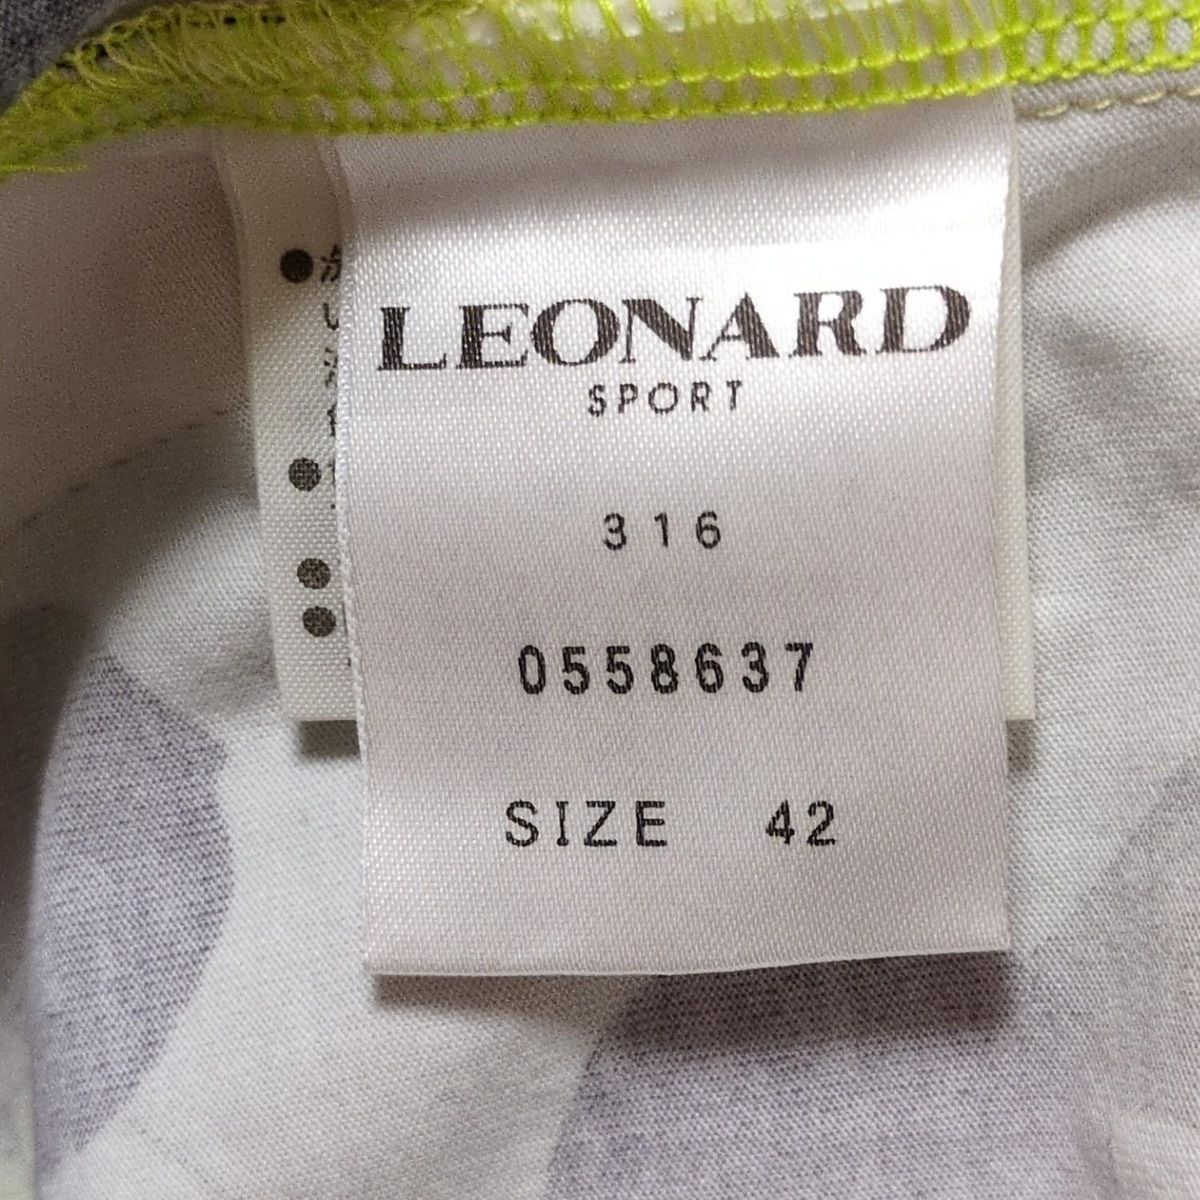 LEONARD
SPORT
316
0558637
SIZE 42